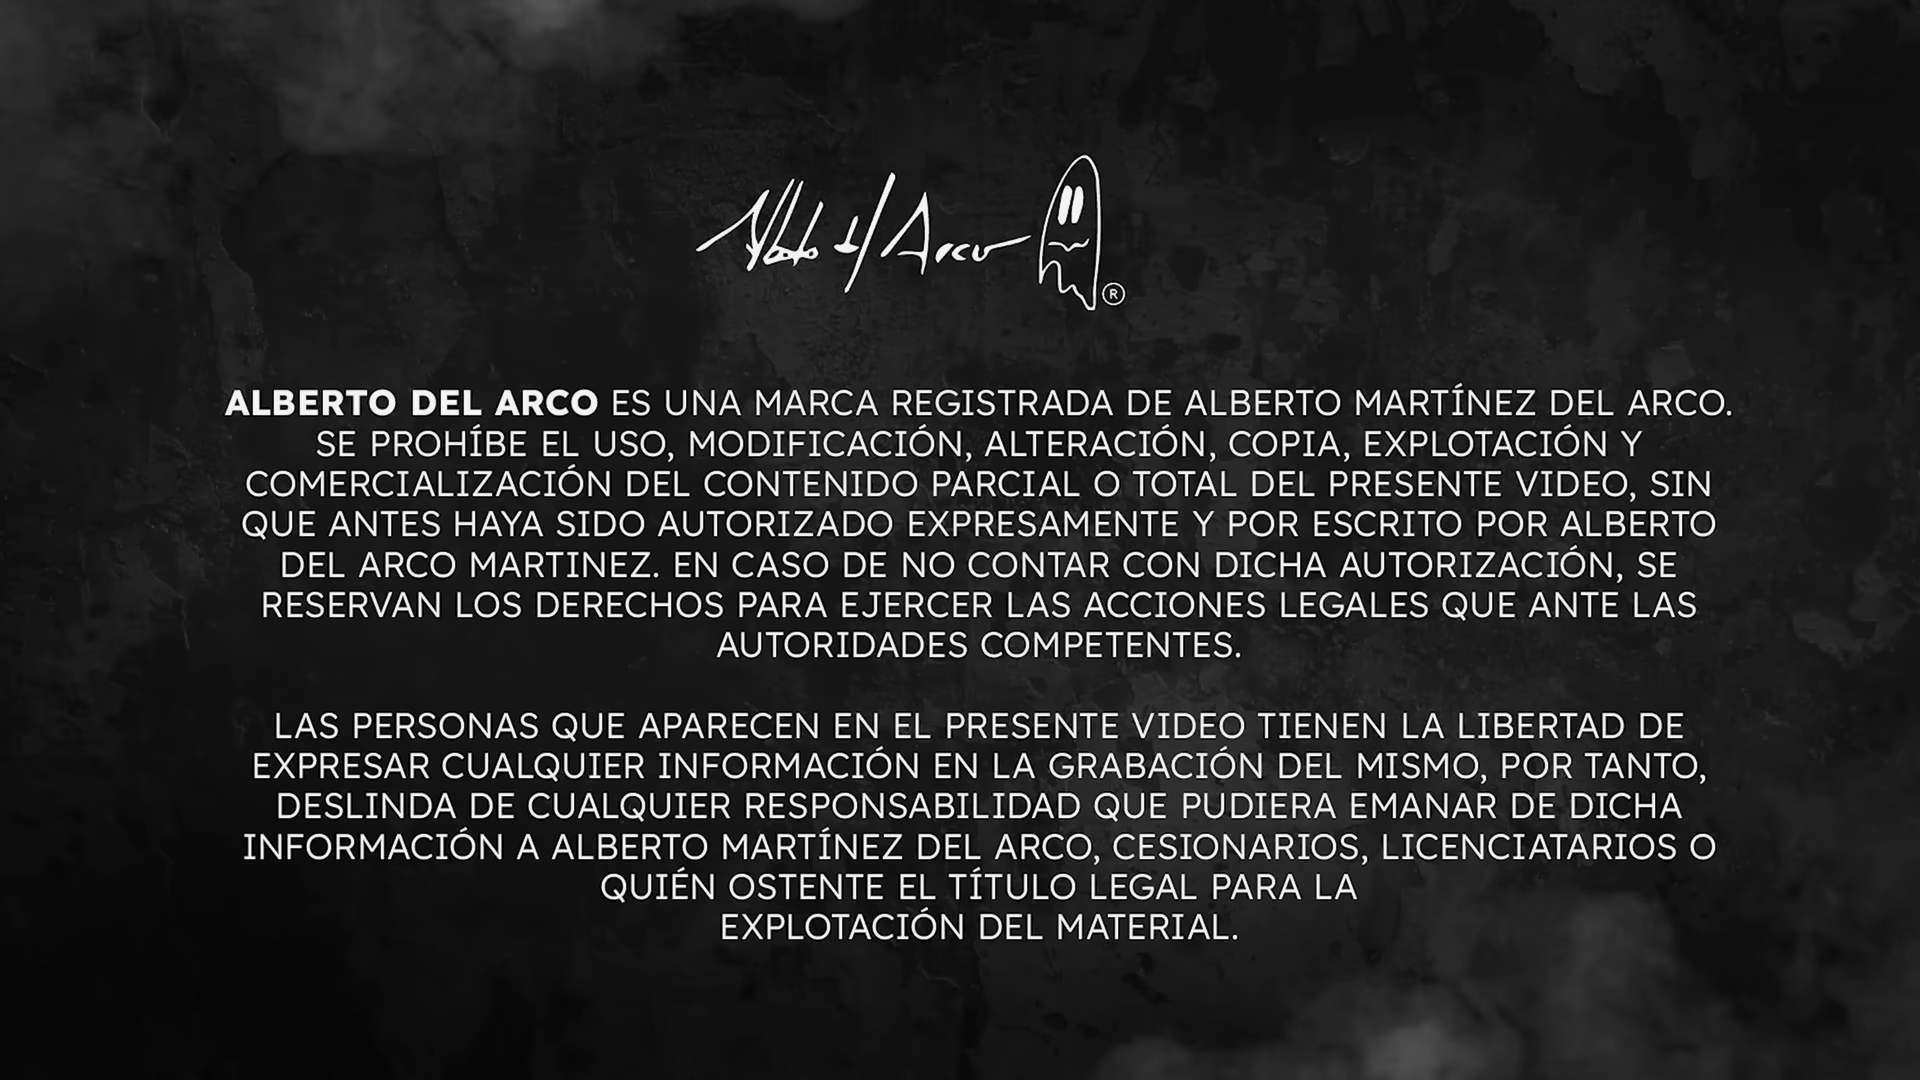 Alberto del Arco ®
ALBERTO DEL ARCO ES UNA MARCA REGISTRADA DE ALBERTO MARTÍNEZ DEL ARCO.
SE PROHÍBE EL USO, MODIFICACIÓN, ALTERACIÓN, COPIA, EXPLOTACIÓN Y
COMERCIALIZACIÓN DEL CONTENIDO PARCIAL O TOTAL DEL PRESENTE VIDEO, SIN
QUE ANTES HAYA SIDO AUTORIZADO EXPRESAMENTE Y POR ESCRITO POR ALBERTO
DEL ARCO MARTINEZ. EN CASO DE NO CONTAR CON DICHA AUTORIZACIÓN, SE
RESERVAN LOS DERECHOS PARA EJERCER LAS ACCIONES LEGALES QUE ANTE LAS
AUTORIDADES COMPETENTES.
LAS PERSONAS QUE APARECEN EN EL PRESENTE VIDEO TIENEN LA LIBERTAD DE
EXPRESAR CUALQUIER INFORMACIÓN EN LA GRABACIÓN DEL MISMO, POR TANTO,
DESLINDA DE CUALQUIER RESPONSABILIDAD QUE PUDIERA EMANAR DE DICHA
INFORMACIÓN A ALBERTO MARTÍNEZ DEL ARCO, CESIONARIOS, LICENCIATARIOS O
QUIÉN OSTENTE EL TÍTULO LEGAL PARA LA
EXPLOTACIÓN DEL MATERIAL.